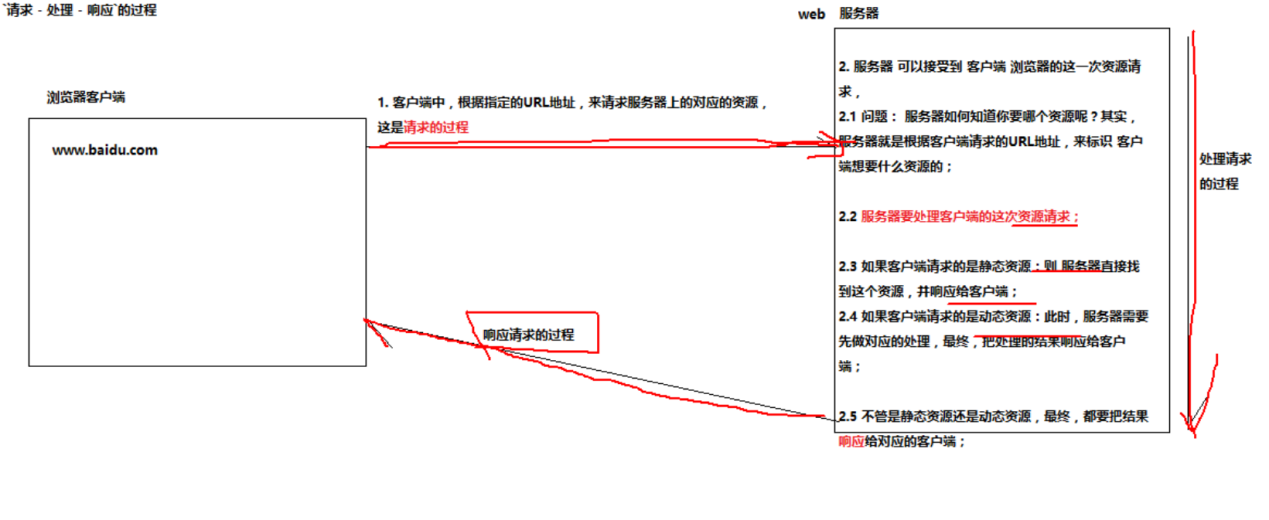 `请求 - 处理 - 响应`的过程
web 服务器
浏览器客户端
www.baidu.com
1. 客户端中，根据指定的URL地址，来请求服务器上的对应的资源，
这是请求的过程
2. 服务器 可以接受到 客户端 浏览器的这一次资源请
求，
2.1 问题： 服务器如何知道你要哪个资源呢？其实，
服务器就是根据客户端请求的URL地址，来标识 客户
端想要什么资源的；
2.2 服务器要处理客户端的这次资源请求；
2.3 如果客户端请求的是静态资源：则 服务器直接找
到这个资源，并响应给客户端；
2.4 如果客户端请求的是动态资源：此时，服务器需要
先做对应的处理，最终，把处理的结果响应给客户
端；
2.5 不管是静态资源还是动态资源，最终，都要把结果
响应给对应的客户端；
处理请求
的过程
响应请求的过程